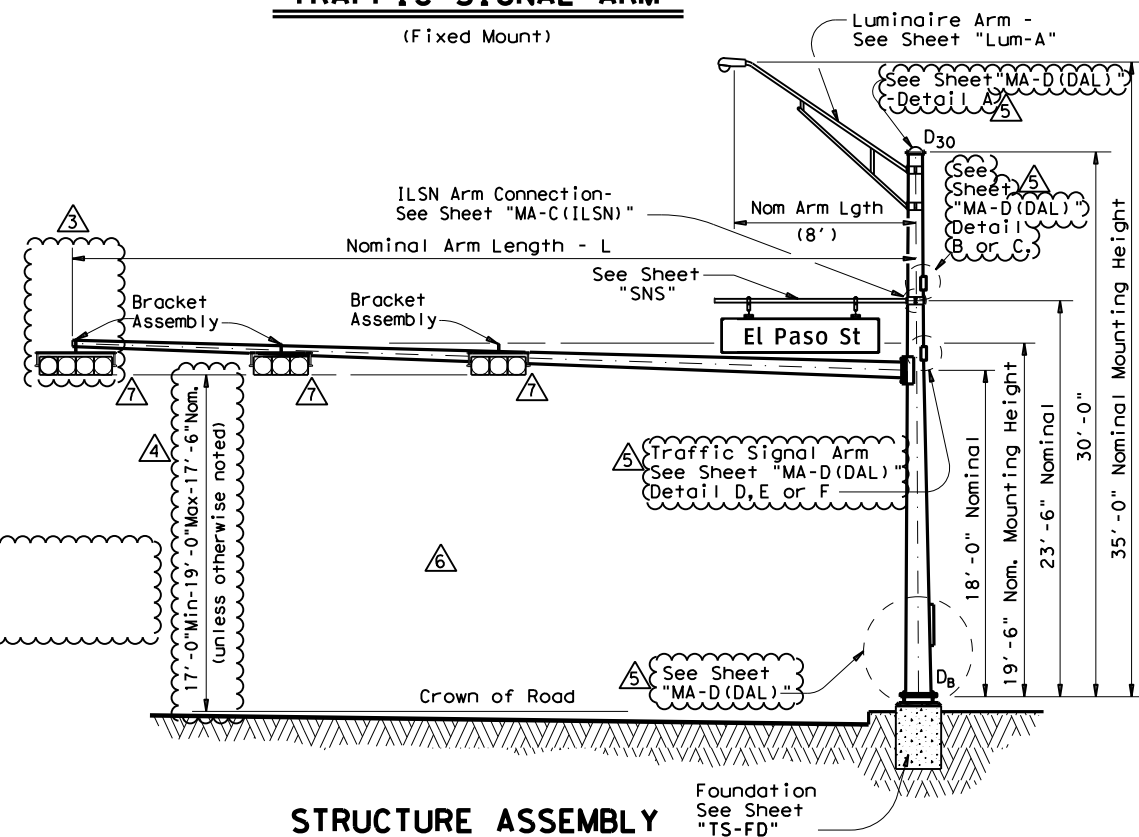 TRAFFIC SIGNAL ARM
(Fixed Mount)
Luminaire Arm -
See Sheet "Lum-A"
See Sheet "MA-D(DAL)"
-Detail A
5
D30
See
Sheet
"MA-D(DAL)"
Detail
B or C.
5
ILSN Arm Connection-
See Sheet "MA-C(ILSN)"
Nom Arm Lgth
(8')
3
Nominal Arm Length - L
See Sheet
"SNS"
Bracket
Assembly
Bracket
Assembly
El Paso St
7
7
7
4
17'-0"Min-19'-0"Max-17'-6"Nom.
(unless otherwise noted)
5
Traffic Signal Arm
See Sheet "MA-D(DAL)"
Detail D,E or F
6
18'-0" Nominal
19'-6" Nom. Mounting Height
23'-6" Nominal
30'-0"
35'-0" Nominal Mounting Height
5
See Sheet
"MA-D(DAL)"
DB
Crown of Road
Foundation
See Sheet
"TS-FD"
STRUCTURE ASSEMBLY